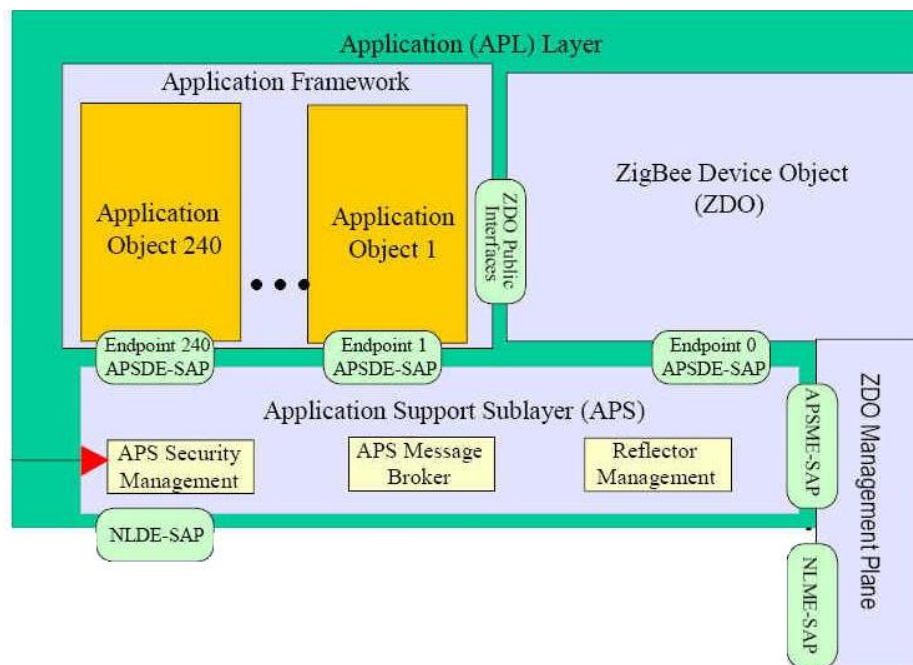 Application (APL) Layer
Application Framework
Application
Object 240
Application
Object 1
ZDO Public
Interfaces
ZigBee Device Object
(ZDO)
Endpoint 240
APSDE-SAP
Endpoint 1
APSDE-SAP
Endpoint 0
APSDE-SAP
Application Support Sublayer (APS)
APS Security
Management
APS Message
Broker
Reflector
Management
APSME-SAP
ZDO Management Plane
NLDE-SAP
NLME-SAP